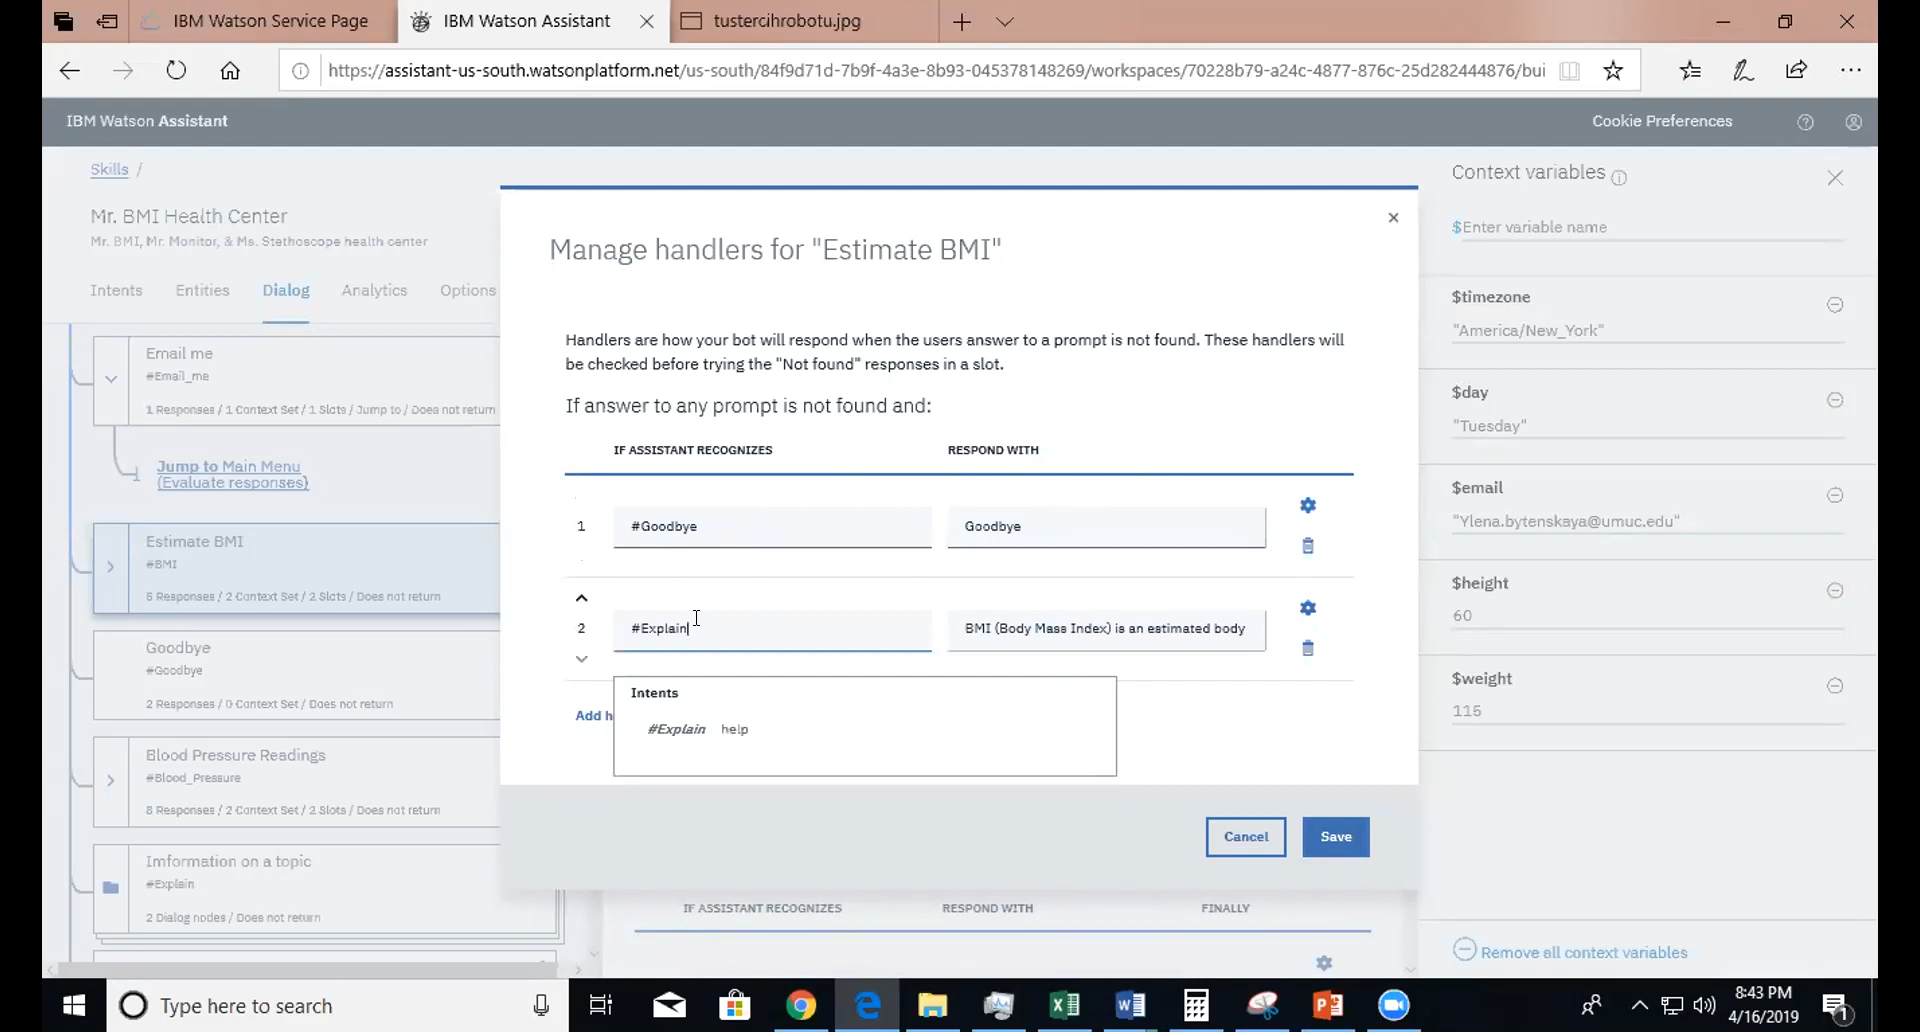 IBM Watson Service Page
IBM Watson Assistant
tustercihrobotu.jpg
https://assistant-us-south.watsonplatform.net/us-south/84f9d71d-7b9f-4a3e-8b93-045378148269/workspaces/70228b79-a24c-4877-876c-25d282444876/bui
IBM Watson Assistant
Cookie Preferences
Skills /
Mr. BMI Health Center
Mr. BMI, Mr. Monitor, & Ms. Stethoscope health center
Intents
Entities
Dialog
Analytics
Options
Email me
#Email_me
1 Responses / 1 Context Set / 1 Slots / Jump to / Does not return
Jump to Main Menu
(Evaluate responses)
Estimate BMI
#BMI
6 Responses / 2 Context Set / 2 Slots / Does not return
Goodbye
#Goodbye
2 Responses / 0 Context Set / Does not return
Blood Pressure Readings
#Blood_Pressure
8 Responses / 2 Context Set / 2 Slots / Does not return
Imformation on a topic
#Explain
2 Dialog nodes / Does not return
Manage handlers for "Estimate BMI"
Handlers are how your bot will respond when the users answer to a prompt is not found. These handlers will
be checked before trying the "Not found" responses in a slot.
If answer to any prompt is not found and:
IF ASSISTANT RECOGNIZES
RESPOND WITH
1
#Goodbye
Goodbye
2
#Explain
BMI (Body Mass Index) is an estimated body
Intents
#Explain help
Add h
Cancel
Save
IF ASSISTANT RECOGNIZES
RESPOND WITH
FINALLY
Context variables
$Enter variable name
$timezone
"America/New_York"
$day
"Tuesday"
$email
"Ylena.bytenskaya@umuc.edu"
$height
60
$weight
115
Remove all context variables
Type here to search
8:43 PM
4/16/2019
1